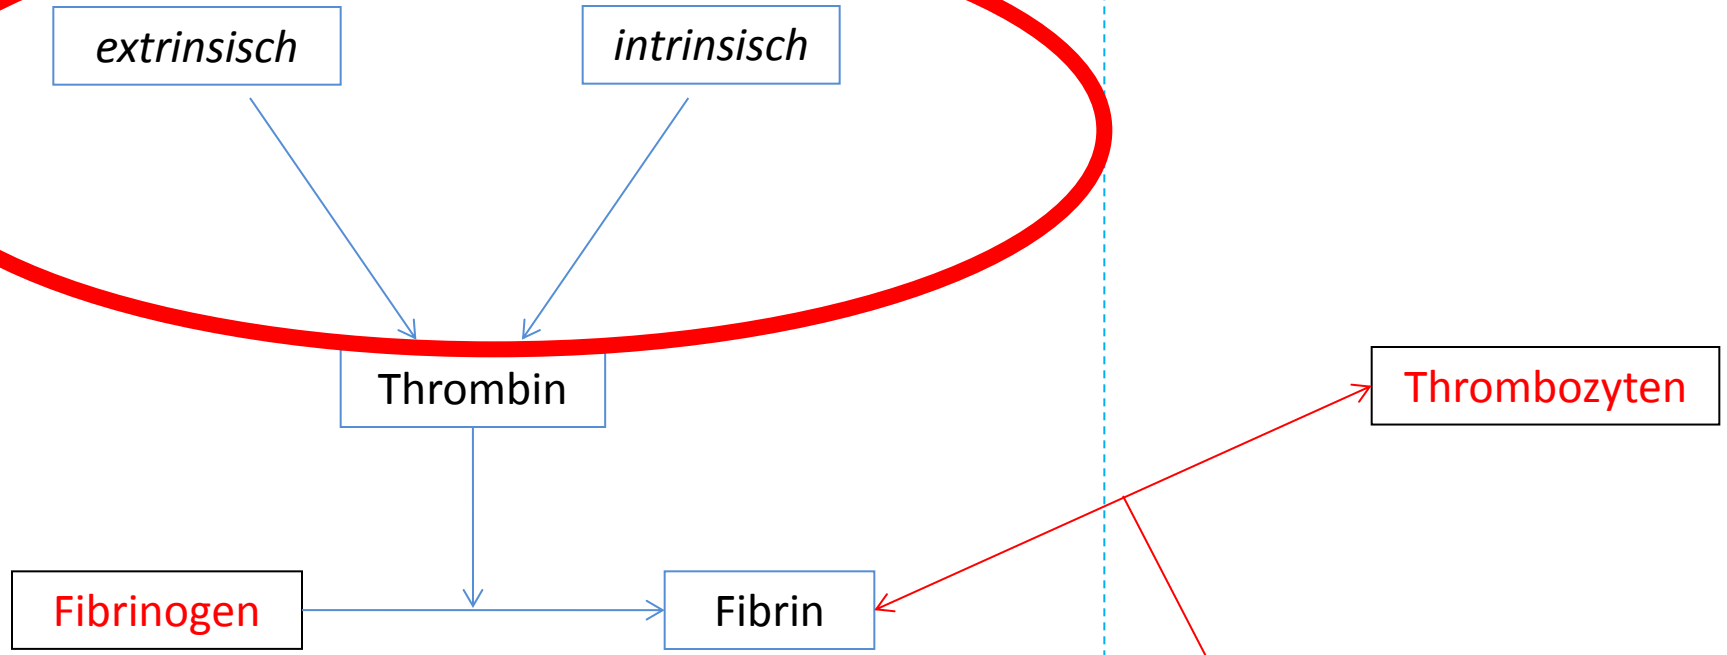 extrinsisch
intrinsisch
Thrombin
Thrombozyten
Fibrinogen
Fibrin